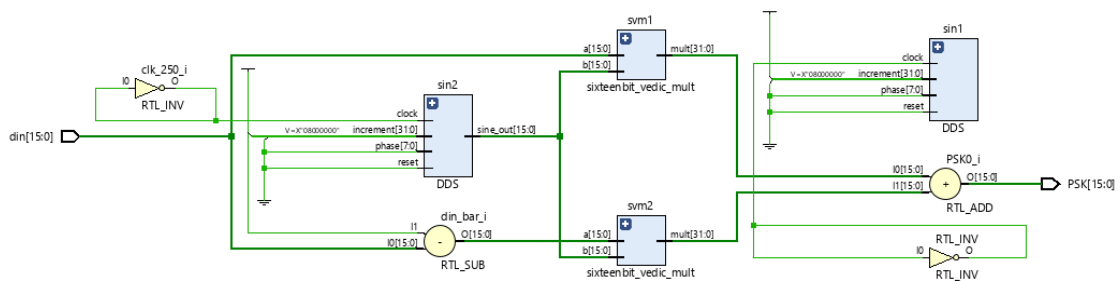 svm1
a[15:0]
b[15:0]
mult[31:0]
sixteenbit_vedic_mult
sin1
clock
V=X"08000000"
increment[31:0]
phase[7:0]
reset
DDS
clk_250_i
I0
O
RTL_INV
sin2
clock
V=X"08000000"
increment[31:0]
phase[7:0]
reset
sine_out[15:0]
DDS
din[15:0]
PSK0_i
I0[15:0]
I1[15:0]
O[15:0]
RTL_ADD
PSK[15:0]
din_bar_i
I1
I0[15:0]
O[15:0]
RTL_SUB
svm2
a[15:0]
b[15:0]
mult[31:0]
sixteenbit_vedic_mult
RTL_INV
I0
O
RTL_INV